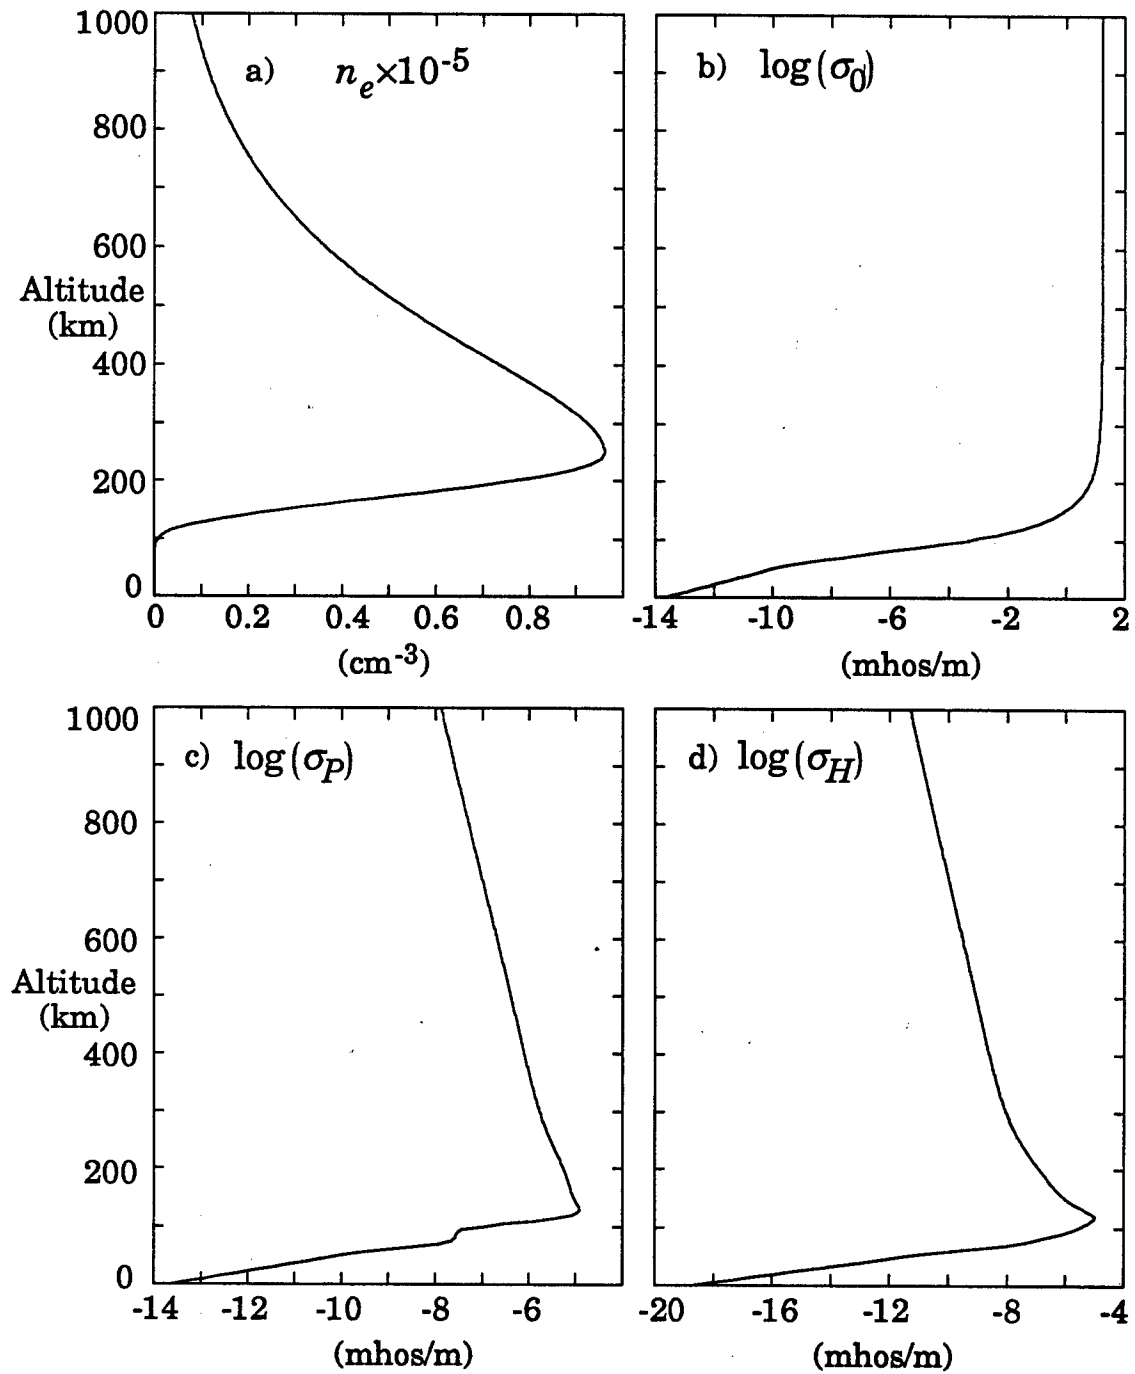 a) n_e×10^-5
1000
800
600
Altitude
(km)
400
200
0
0 0.2 0.4 0.6 0.8
(cm^-3)
b) log(σ_0)
-14 -10 -6 -2 2
(mhos/m)
c) log(σ_P)
1000
800
600
Altitude
(km)
400
200
0
-14 -12 -10 -8 -6
(mhos/m)
d) log(σ_H)
-20 -16 -12 -8 -4
(mhos/m)